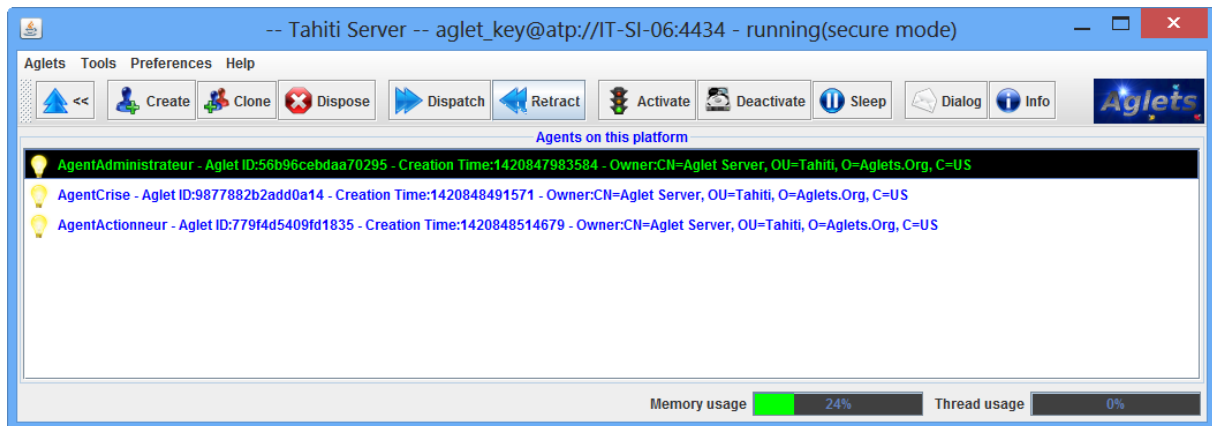 -- Tahiti Server -- aglet_key@atp://IT-SI-06:4434 - running(secure mode)
Aglets Tools Preferences Help
<< Create Clone Dispose Dispatch Retract Activate Deactivate Sleep Dialog Info Aglets
Agents on this platform
AgentAdministrateur - Aglet ID:56b96cebdaa70295 - Creation Time:1420847983584 - Owner:CN=Aglet Server, OU=Tahiti, O=Aglets.Org, C=US
AgentCrise - Aglet ID:9877882b2add0a14 - Creation Time:1420848491571 - Owner:CN=Aglet Server, OU=Tahiti, O=Aglets.Org, C=US
AgentActionneur - Aglet ID:779f4d5409fd1835 - Creation Time:1420848514679 - Owner:CN=Aglet Server, OU=Tahiti, O=Aglets.Org, C=US
Memory usage 24% Thread usage 0%